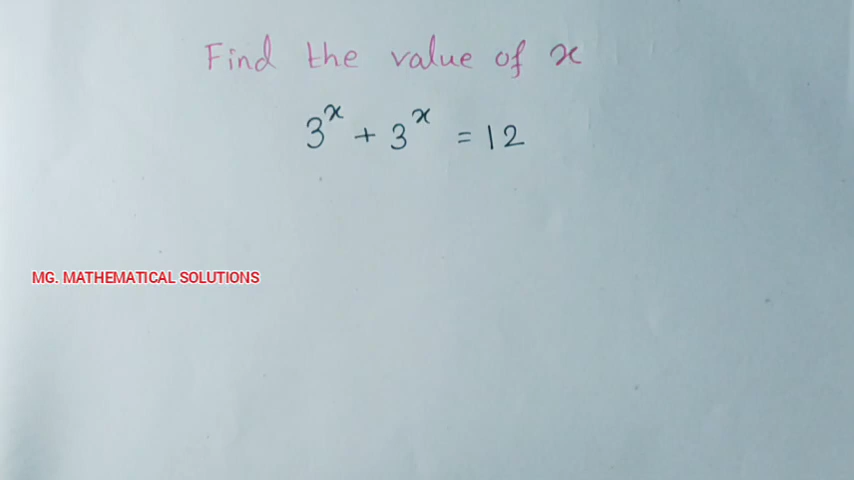 Find the value of x
3^x + 3^x = 12
MG. MATHEMATICAL SOLUTIONS